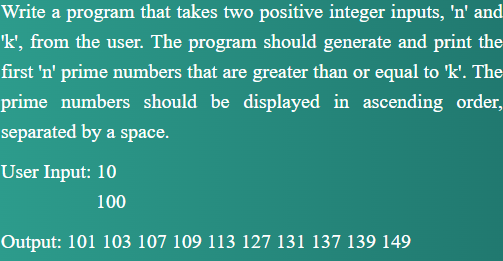 Write a program that takes two positive integer inputs, 'n' and
'k', from the user. The program should generate and print the
first 'n' prime numbers that are greater than or equal to 'k'. The
prime numbers should be displayed in ascending order,
separated by a space.
User Input: 10
100
Output: 101 103 107 109 113 127 131 137 139 149